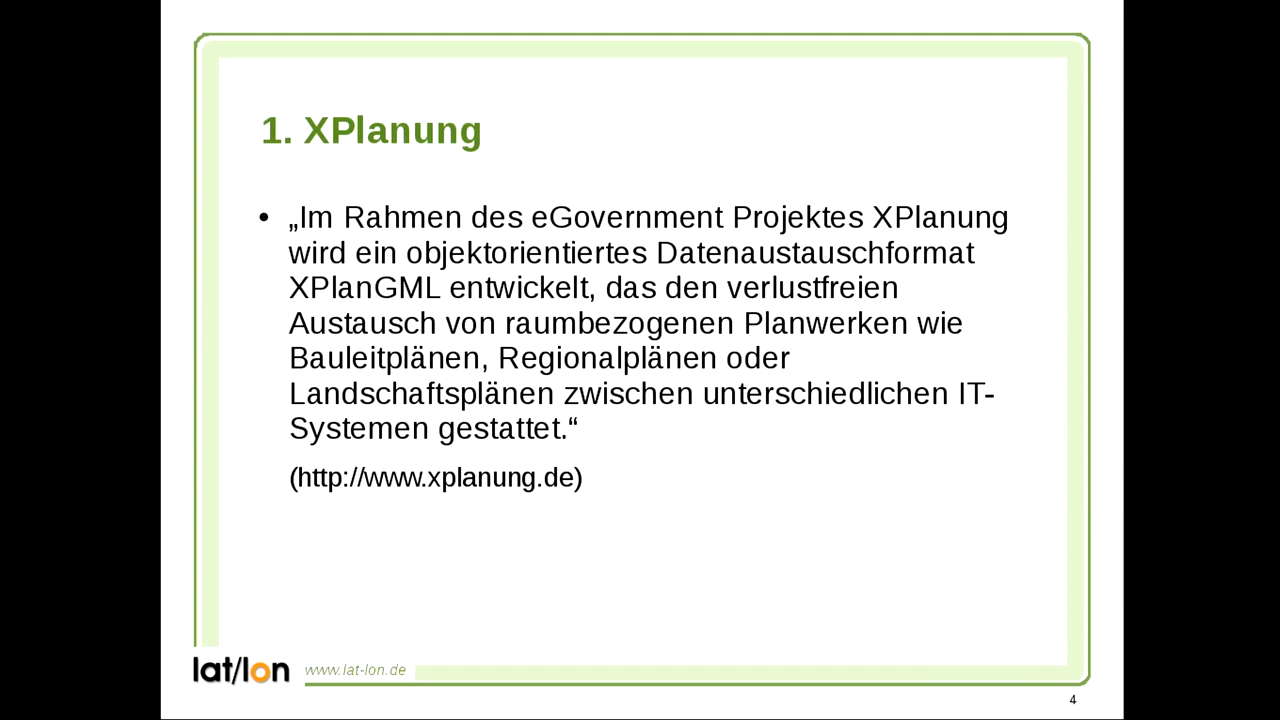 1. XPlanung
• „Im Rahmen des eGovernment Projektes XPlanung
wird ein objektorientiertes Datenaustauschformat
XPlanGML entwickelt, das den verlustfreien
Austausch von raumbezogenen Planwerken wie
Bauleitplänen, Regionalplänen oder
Landschaftsplänen zwischen unterschiedlichen IT-
Systemen gestattet.“
(http://www.xplanung.de)
lat/lon www.lat-lon.de
4